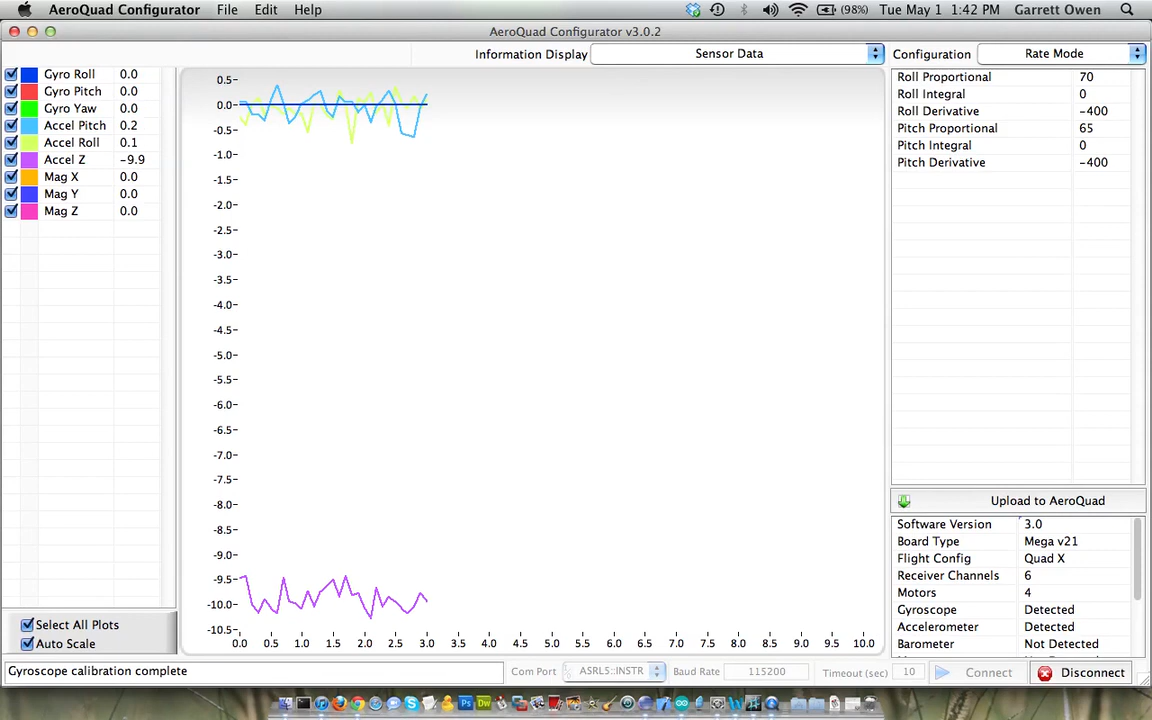 AeroQuad Configurator File Edit Help (98%) Tue May 1 1:42 PM Garrett Owen
AeroQuad Configurator v3.0.2
Information Display Sensor Data Configuration Rate Mode
Gyro Roll 0.0
Gyro Pitch 0.0
Gyro Yaw 0.0
Accel Pitch 0.2
Accel Roll 0.1
Accel Z -9.9
Mag X 0.0
Mag Y 0.0
Mag Z 0.0
0.5
0.0
-0.5
-1.0
-1.5
-2.0
-2.5
-3.0
-3.5
-4.0
-4.5
-5.0
-5.5
-6.0
-6.5
-7.0
-7.5
-8.0
-8.5
-9.0
-9.5
-10.0
-10.5
0.0 0.5 1.0 1.5 2.0 2.5 3.0 3.5 4.0 4.5 5.0 5.5 6.0 6.5 7.0 7.5 8.0 8.5 9.0 9.5 10.0
Roll Proportional 70
Roll Integral 0
Roll Derivative -400
Pitch Proportional 65
Pitch Integral 0
Pitch Derivative -400
Upload to AeroQuad
Software Version 3.0
Board Type Mega v21
Flight Config Quad X
Receiver Channels 6
Motors 4
Gyroscope Detected
Accelerometer Detected
Barometer Not Detected
Select All Plots
Auto Scale
Gyroscope calibration complete Com Port ASRL5::INSTR Baud Rate 115200 Timeout (sec) 10 Connect Disconnect